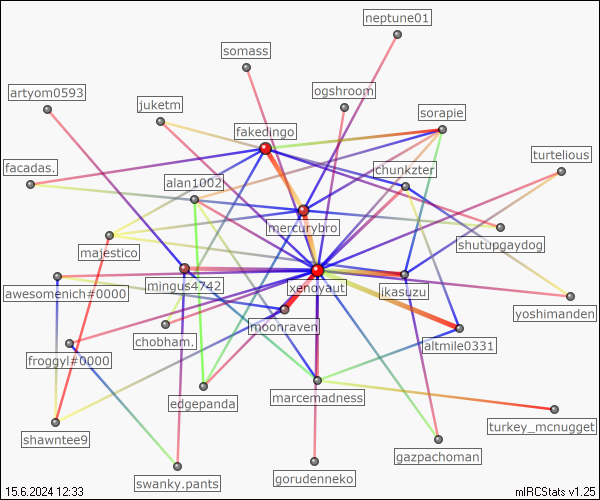 neptune01
somass
artyom0593
ogshroom
juketm
sorapie
fakedingo
turtelious
facadas.
chunkzter
alan1002
mercurybro
shutupgaydog
majestico
mingus4742
xenoyaut
ikasuzu
awesomenich#0000
yoshimanden
moonraven
chobham.
altmile0331
froggyl#0000
edgepanda
marcemadness
turkey_mcnugget
shawntee9
gazpachoman
swanky.pants
gorudenneko
15.6.2024 12:33
mIRCStats v1.25